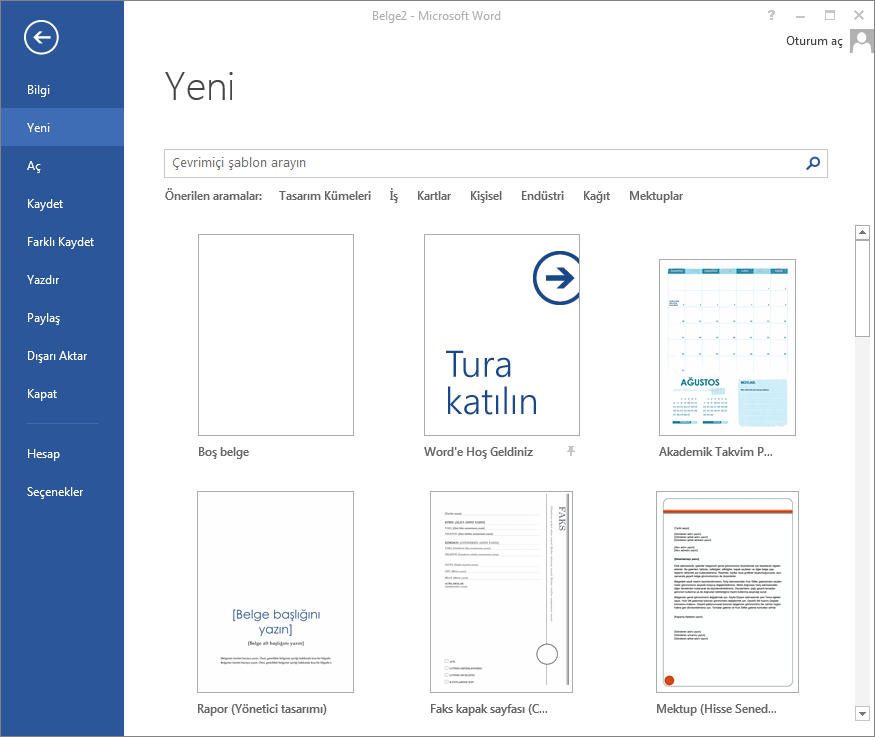 Belge2 - Microsoft Word
?
Oturum aç
Bilgi
Yeni
Aç
Kaydet
Farklı Kaydet
Yazdır
Paylaş
Dışarı Aktar
Kapat
Hesap
Seçenekler
Yeni
Çevrimiçi şablon arayın
Önerilen aramalar: Tasarım Kümeleri İş Kartlar Kişisel Endüstri Kağıt Mektuplar
Tura
katılın
AĞUSTOS
Boş belge
Word'e Hoş Geldiniz
Akademik Takvim P...
[Belge başlığını
yazın]
[Belge alt başlığını yazın]
FAKS
Rapor (Yönetici tasarımı)
Faks kapak sayfası (C...
Mektup (Hisse Sened...